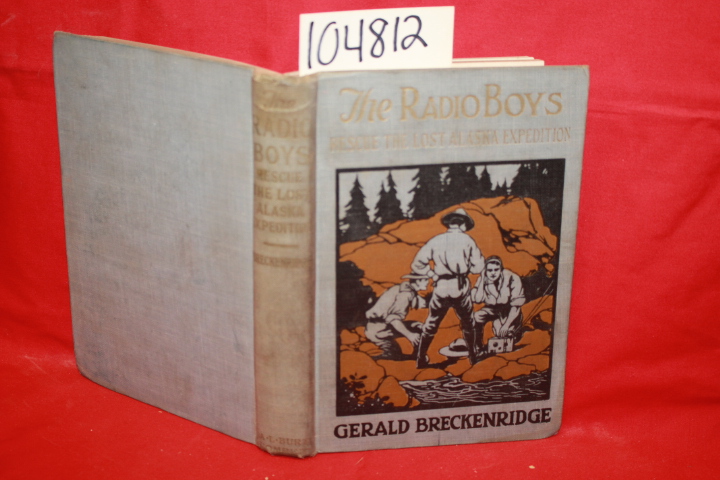 104812
The
RADIO
BOYS
RESCUE
THE LOST
ALASKA
EXPEDITION
BRECKENRIDGE
A·L·BURT
The RADIO BOYS
RESCUE THE LOST ALASKA EXPEDITION
GERALD BRECKENRIDGE